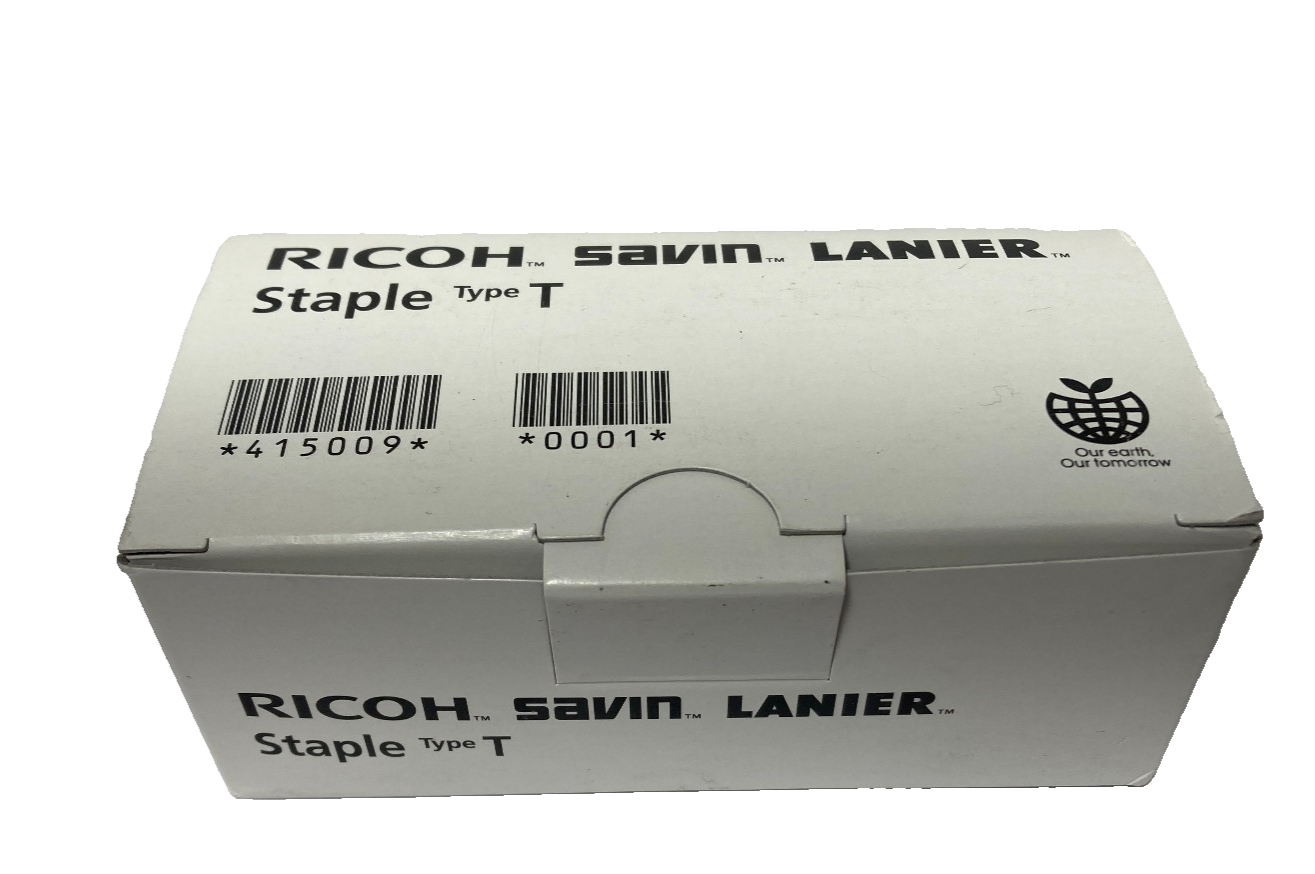 RICOH™ savin™ LANIER™
Staple Type T
*415009* *0001*
Our earth,
Our tomorrow
RICOH™ savin™ LANIER™
Staple Type T